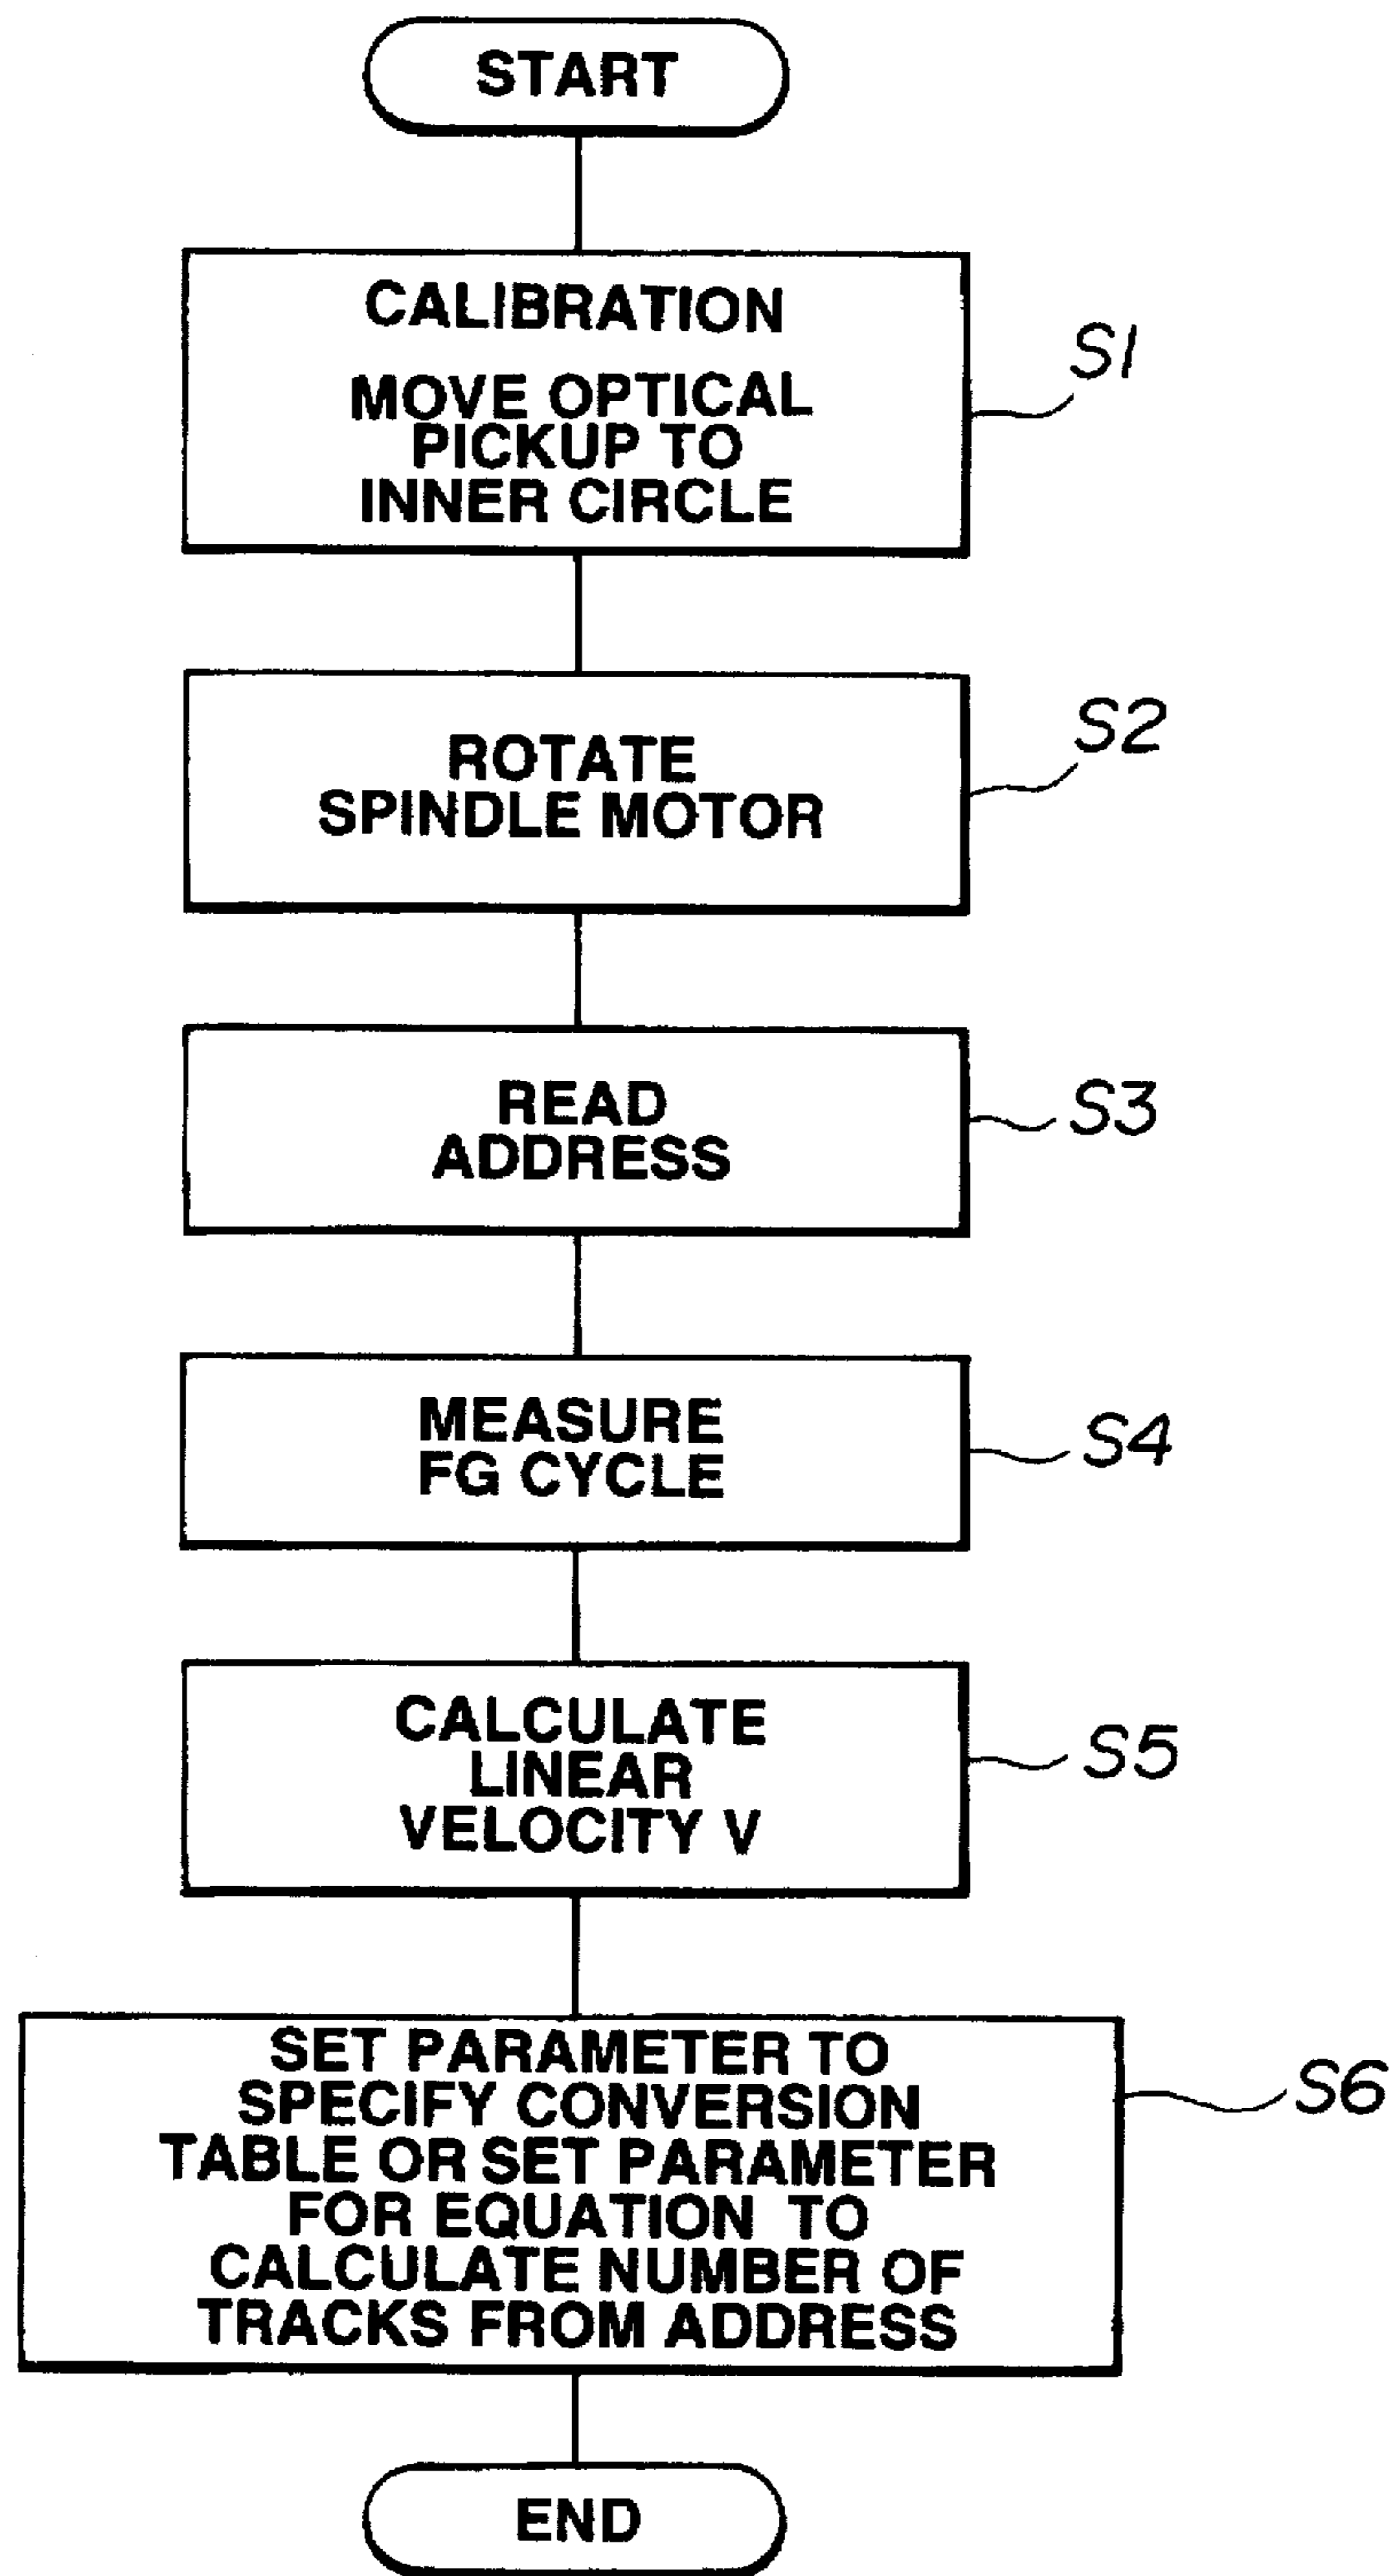 START
CALIBRATION
MOVE OPTICAL
PICKUP TO
INNER CIRCLE
S1
ROTATE
SPINDLE MOTOR
S2
READ
ADDRESS
S3
MEASURE
FG CYCLE
S4
CALCULATE
LINEAR
VELOCITY V
S5
SET PARAMETER TO
SPECIFY CONVERSION
TABLE OR SET PARAMETER
FOR EQUATION TO
CALCULATE NUMBER OF
TRACKS FROM ADDRESS
S6
END